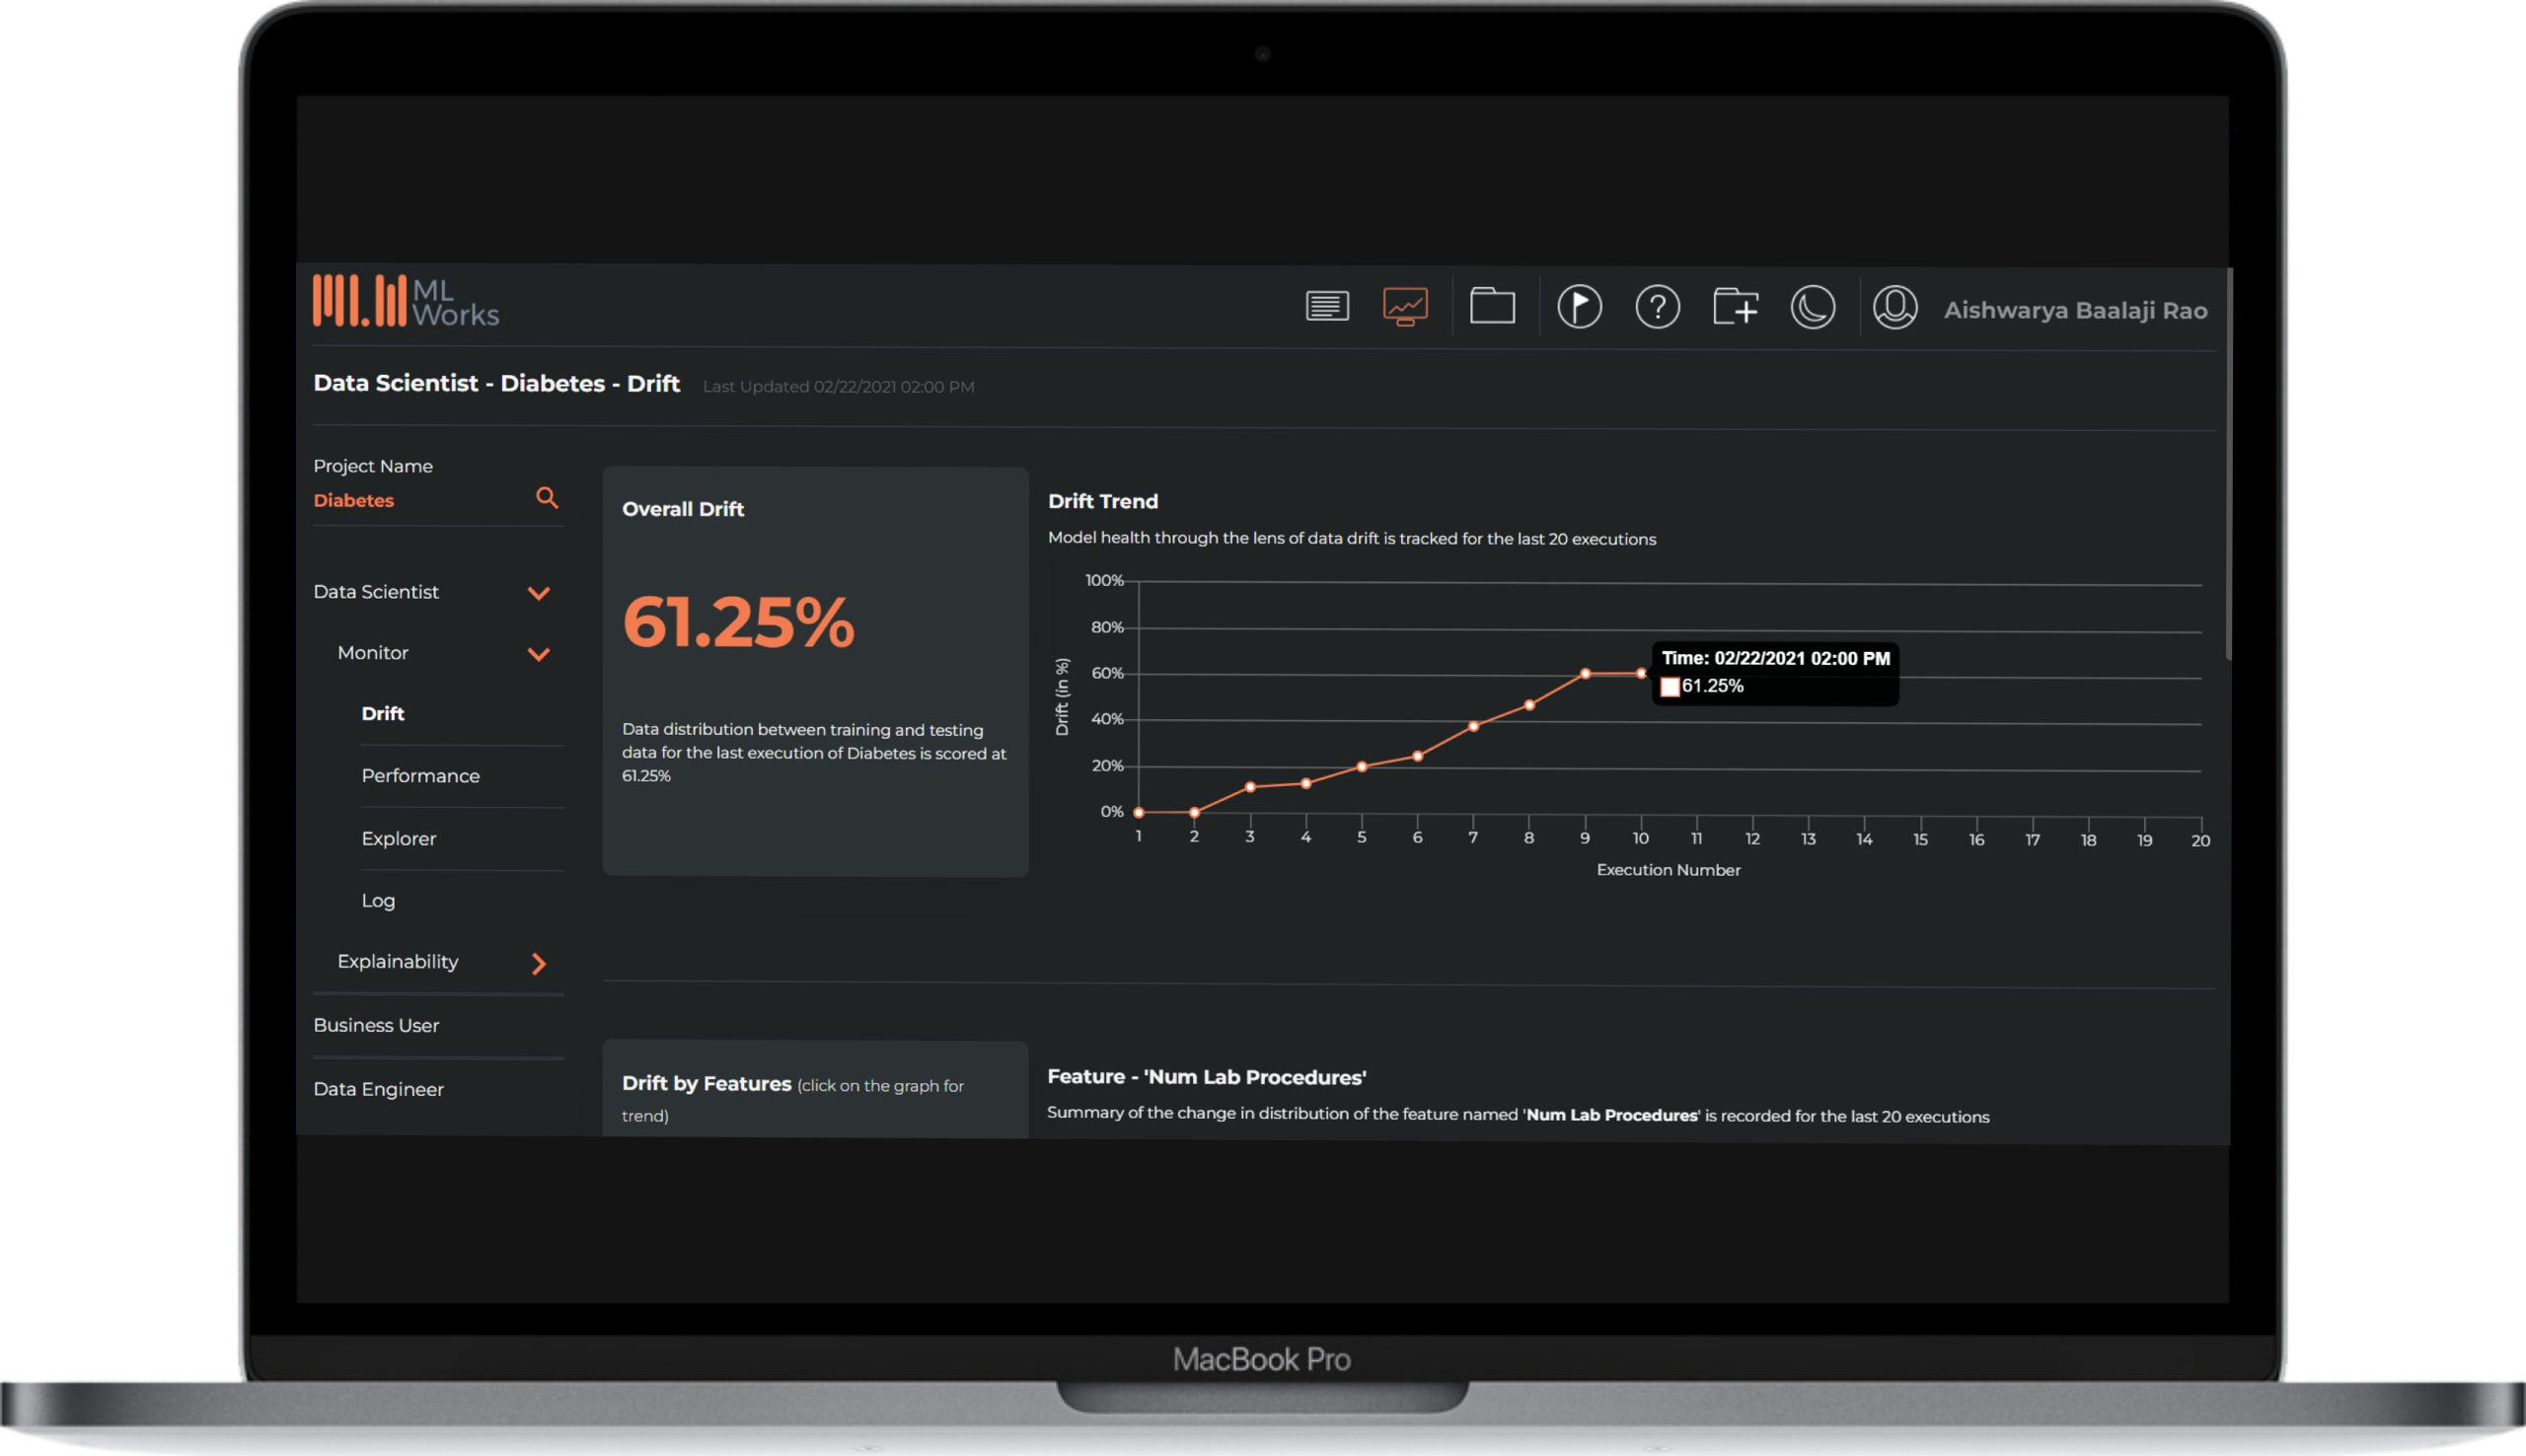 ML
Works
Aishwarya Baalaji Rao
Data Scientist - Diabetes - Drift Last Updated 02/22/2021 02:00 PM
Project Name
Diabetes
Data Scientist
Monitor
Drift
Performance
Explorer
Log
Explainability
Business User
Data Engineer
Overall Drift
61.25%
Data distribution between training and testing
data for the last execution of Diabetes is scored at
61.25%
Drift Trend
Model health through the lens of data drift is tracked for the last 20 executions
Drift (in %)
100%
80%
60%
40%
20%
0%
Time: 02/22/2021 02:00 PM
61.25%
1 2 3 4 5 6 7 8 9 10 11 12 13 14 15 16 17 18 19 20
Execution Number
Drift by Features (click on the graph for
trend)
Feature - 'Num Lab Procedures'
Summary of the change in distribution of the feature named 'Num Lab Procedures' is recorded for the last 20 executions
MacBook Pro